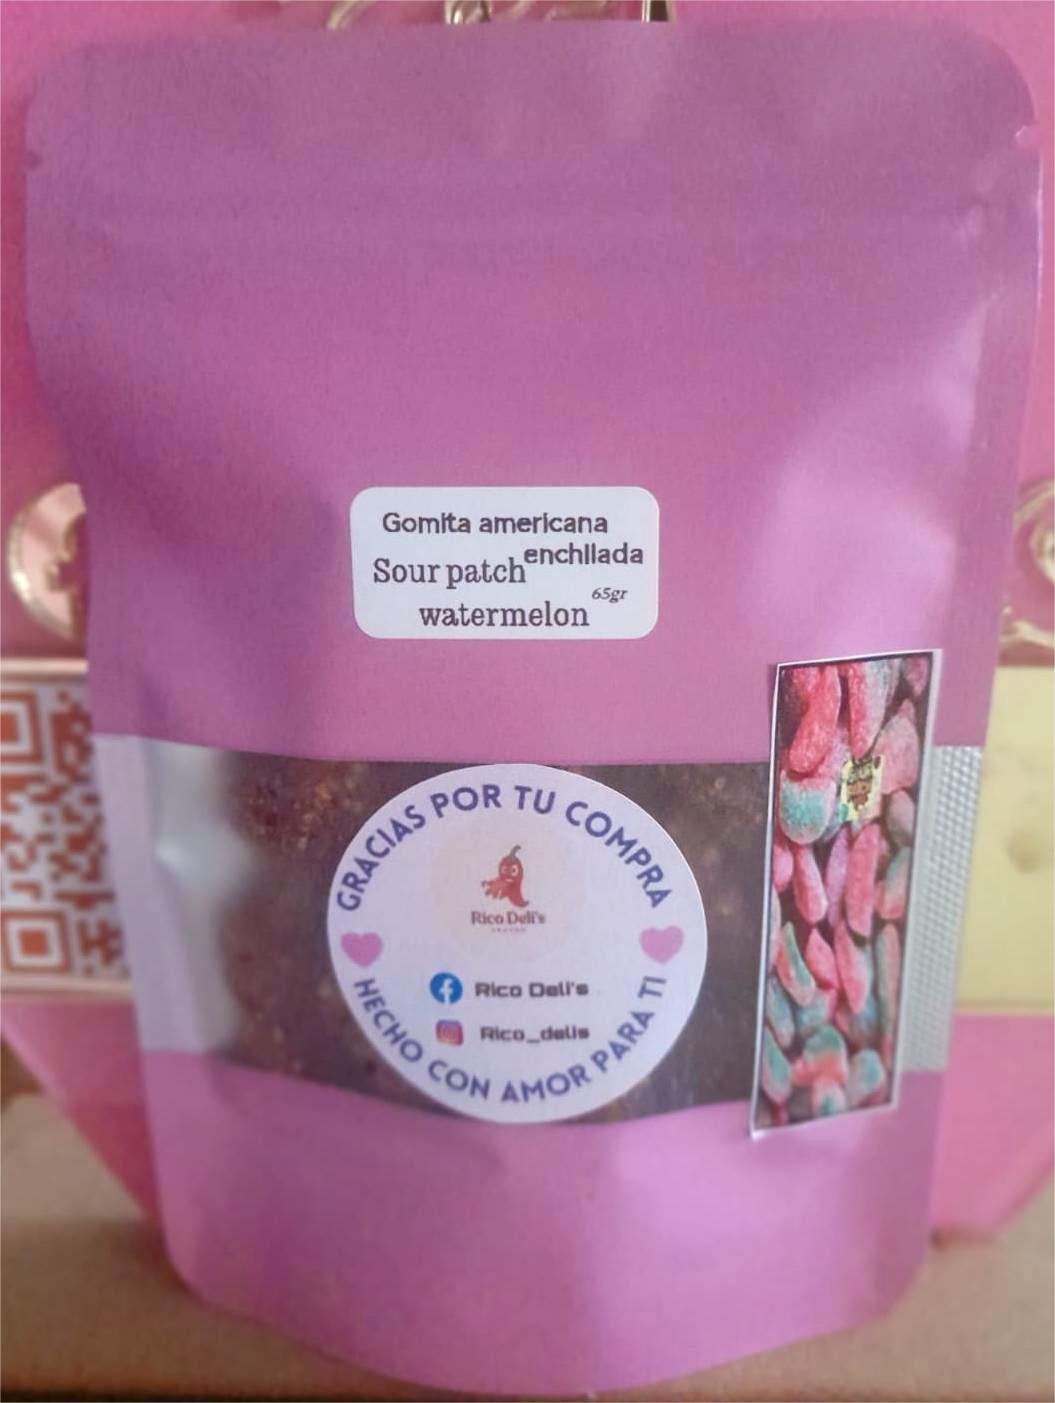 Gomita americana
enchilada
Sour patch
65gr
watermelon
GRACIAS POR TU COMPRA
Rico Deli's
Rico Deli's
Rico_delis
HECHO CON AMOR PARA TI